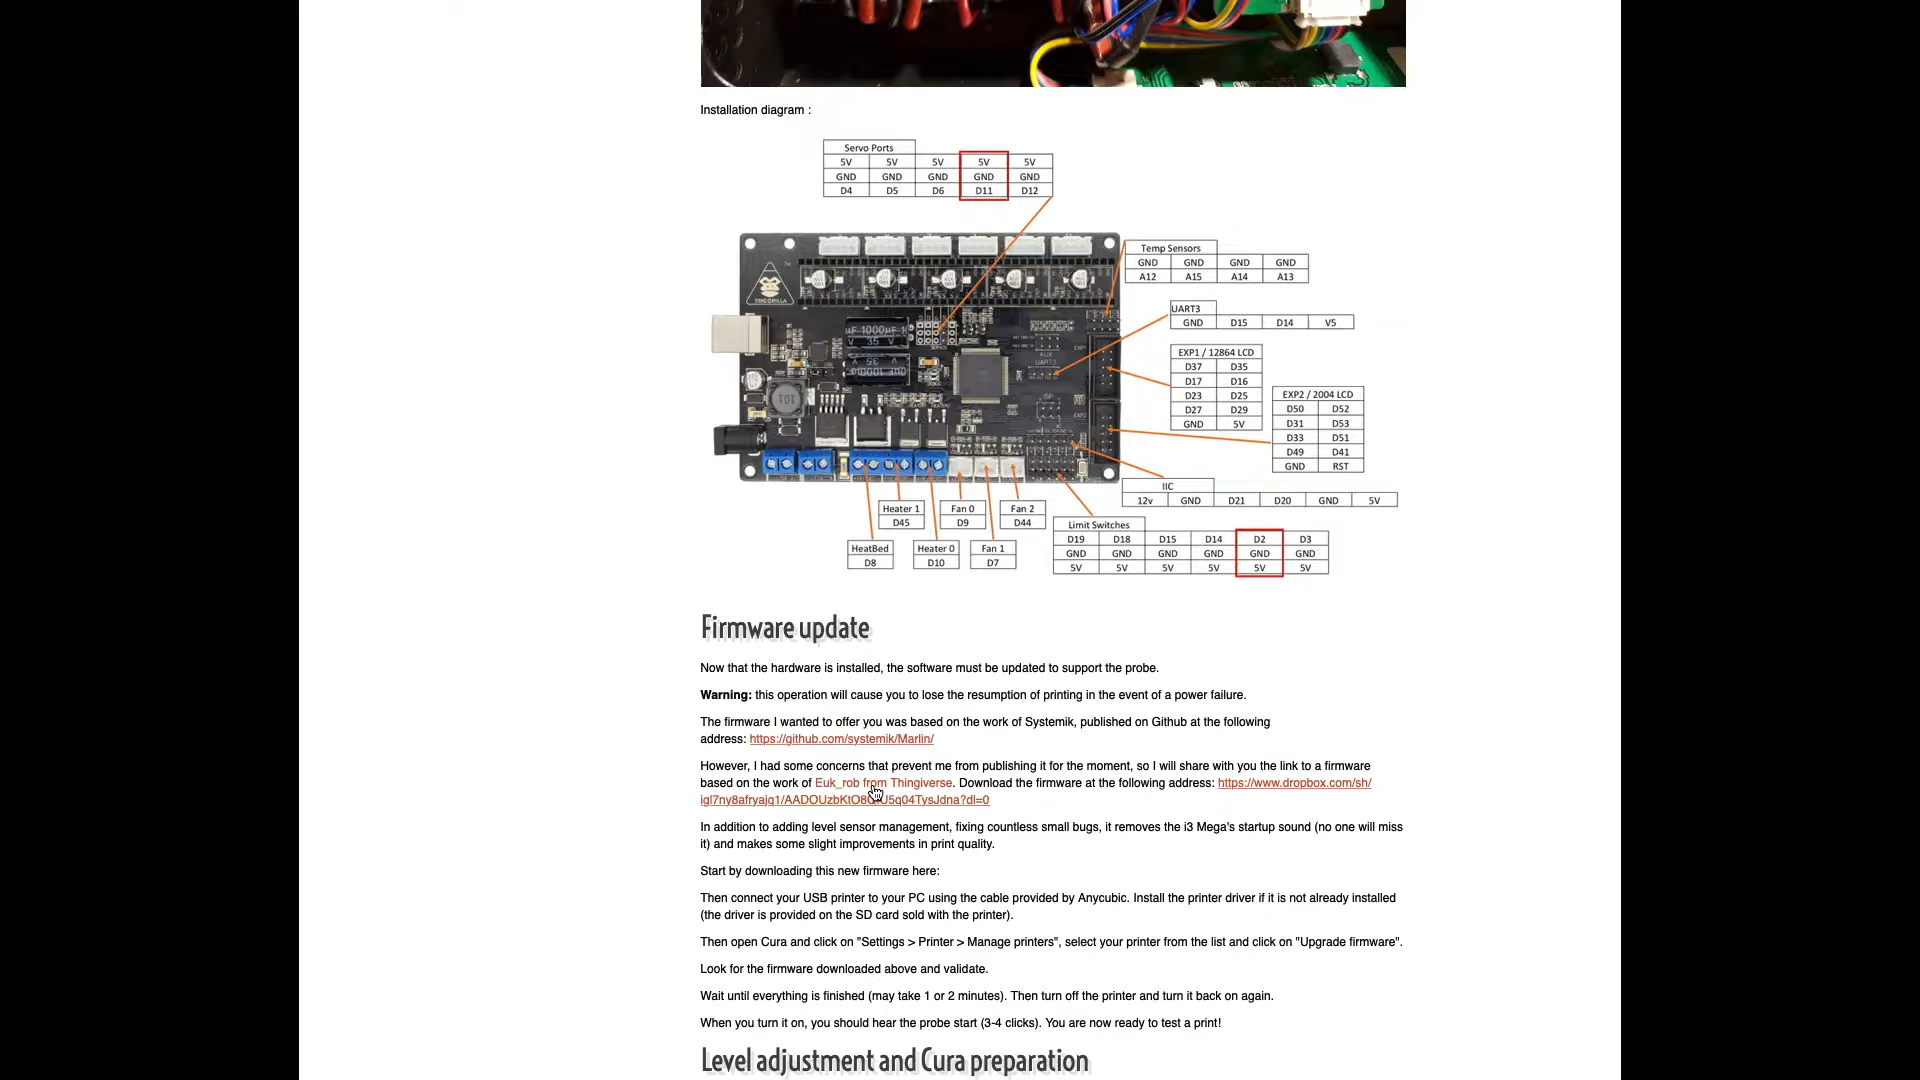 Installation diagram :
Servo Ports
5V 5V 5V 5V 5V
GND GND GND GND GND
D4 D5 D6 D11 D12
Temp Sensors
GND GND GND GND
A12 A15 A14 A13
UART3
GND D15 D14 V5
EXP1 / 12864 LCD
D37 D35
D17 D16
D23 D25
D27 D29
GND 5V
EXP2 / 2004 LCD
D50 D52
D31 D53
D33 D51
D49 D41
GND RST
IIC
12v GND D21 D20 GND 5V
TRIGORILLA
AUX
UART3
EXP1
EXP2
101
Heater 1
D45
Fan 0
D9
Fan 2
D44
HeatBed
D8
Heater 0
D10
Fan 1
D7
Limit Switches
D19 D18 D15 D14 D2 D3
GND GND GND GND GND GND
5V 5V 5V 5V 5V 5V
Firmware update
Now that the hardware is installed, the software must be updated to support the probe.
Warning: this operation will cause you to lose the resumption of printing in the event of a power failure.
The firmware I wanted to offer you was based on the work of Systemik, published on Github at the following
address: https://github.com/systemik/Marlin/
However, I had some concerns that prevent me from publishing it for the moment, so I will share with you the link to a firmware
based on the work of Euk_rob from Thingiverse. Download the firmware at the following address: https://www.dropbox.com/sh/
In addition to adding level sensor management, fixing countless small bugs, it removes the i3 Mega's startup sound (no one will miss
it) and makes some slight improvements in print quality.
Start by downloading this new firmware here:
Then connect your USB printer to your PC using the cable provided by Anycubic. Install the printer driver if it is not already installed
(the driver is provided on the SD card sold with the printer).
Then open Cura and click on "Settings > Printer > Manage printers", select your printer from the list and click on "Upgrade firmware".
Look for the firmware downloaded above and validate.
Wait until everything is finished (may take 1 or 2 minutes). Then turn off the printer and turn it back on again.
When you turn it on, you should hear the probe start (3-4 clicks). You are now ready to test a print!
Level adjustment and Cura preparation